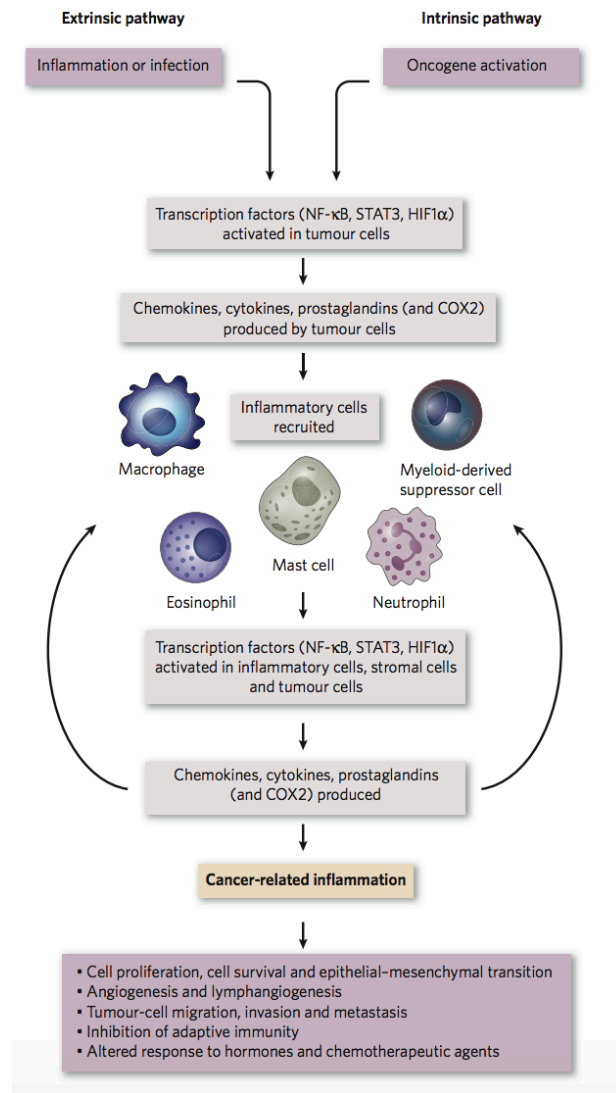 Extrinsic pathway
Intrinsic pathway
Inflammation or infection
Oncogene activation
Transcription factors (NF-κB, STAT3, HIF1α)
activated in tumour cells
Chemokines, cytokines, prostaglandins (and COX2)
produced by tumour cells
Inflammatory cells
recruited
Macrophage
Myeloid-derived
suppressor cell
Mast cell
Eosinophil
Neutrophil
Transcription factors (NF-κB, STAT3, HIF1α)
activated in inflammatory cells, stromal cells
and tumour cells
Chemokines, cytokines, prostaglandins
(and COX2) produced
Cancer-related inflammation
• Cell proliferation, cell survival and epithelial–mesenchymal transition
• Angiogenesis and lymphangiogenesis
• Tumour-cell migration, invasion and metastasis
• Inhibition of adaptive immunity
• Altered response to hormones and chemotherapeutic agents